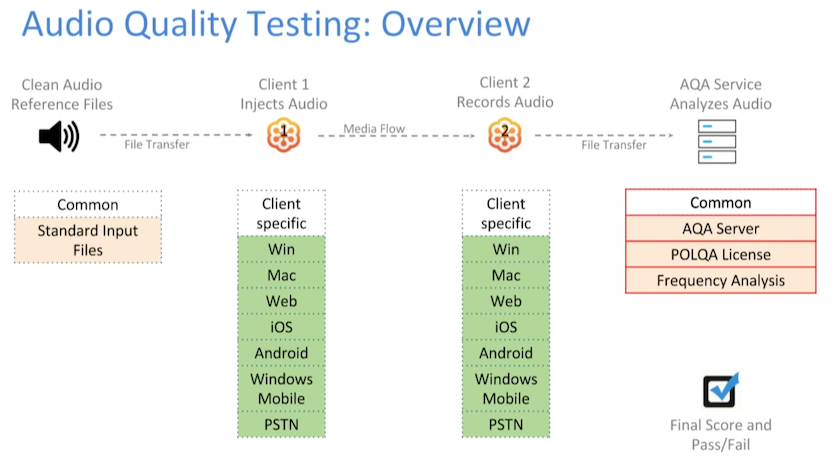 Audio Quality Testing: Overview
Clean Audio
Reference Files
Client 1
Injects Audio
Client 2
Records Audio
AQA Service
Analyzes Audio
1
2
File Transfer
Media Flow
File Transfer
Common
Standard Input
Files
Client
specific
Win
Mac
Web
iOS
Android
Windows
Mobile
PSTN
Client
specific
Win
Mac
Web
iOS
Android
Windows
Mobile
PSTN
Common
AQA Server
POLQA License
Frequency Analysis
Final Score and
Pass/Fail